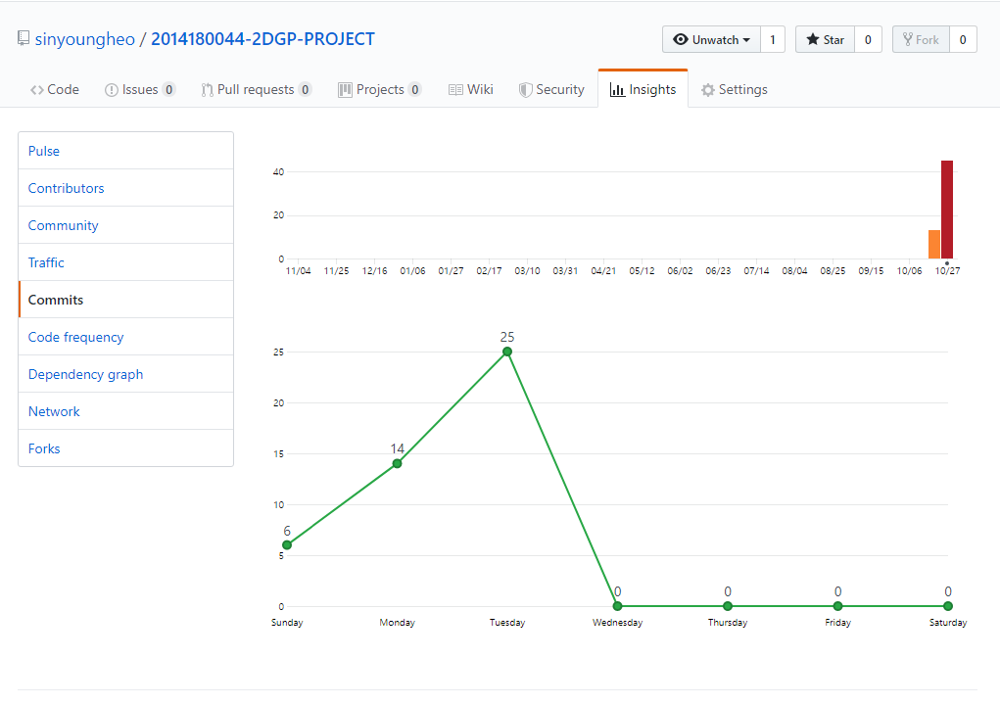 sinyoungheo / 2014180044-2DGP-PROJECT
Unwatch 1 Star 0 Fork 0
Code Issues 0 Pull requests 0 Projects 0 Wiki Security Insights Settings
Pulse
Contributors
Community
Traffic
Commits
Code frequency
Dependency graph
Network
Forks
40
20
0
11/04 11/25 12/16 01/06 01/27 02/17 03/10 03/31 04/21 05/12 06/02 06/23 07/14 08/04 08/25 09/15 10/06 10/27
25
25
20
15
14
10
6
5
0
0 0 0 0
Sunday Monday Tuesday Wednesday Thursday Friday Saturday